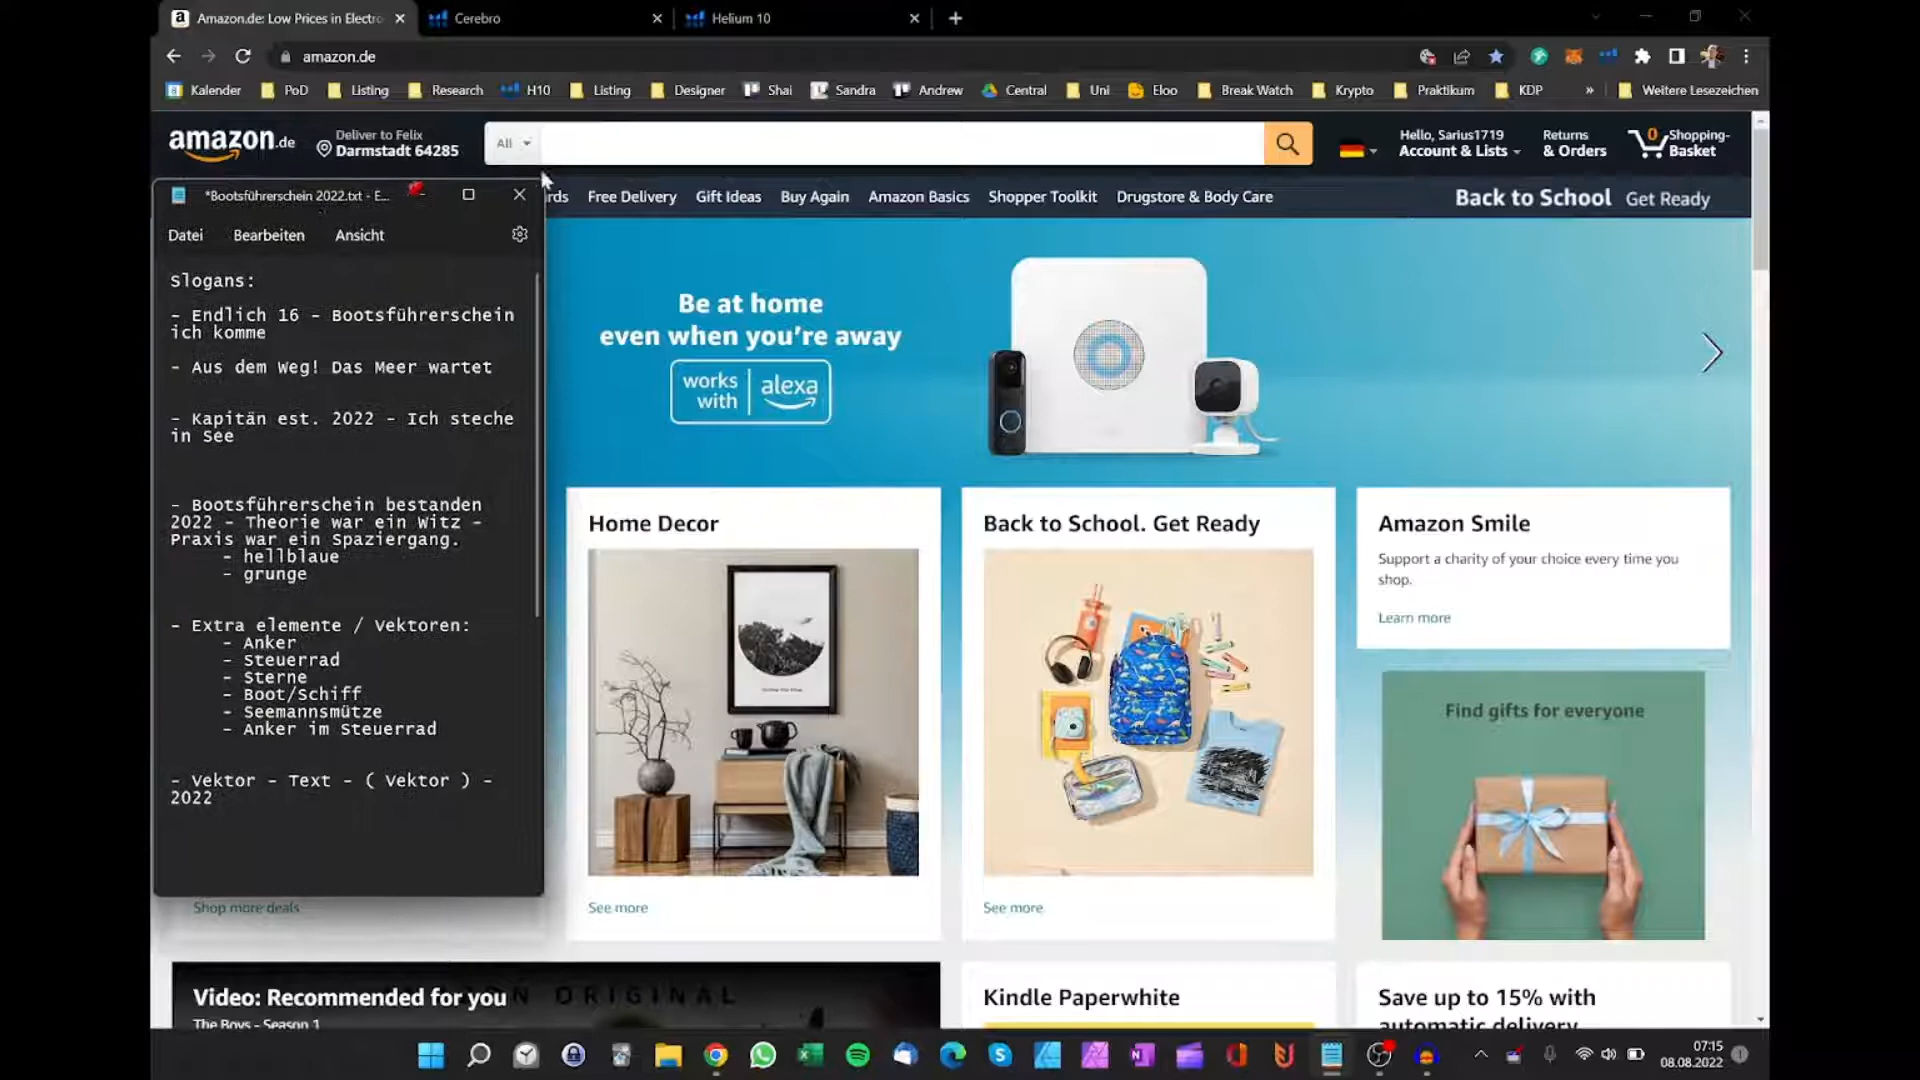 Amazon.de: Low Prices in Electro
Cerebro
Helium 10
amazon.de
Kalender
PoD
Listing
Research
H10
Listing
Designer
Shai
Sandra
Andrew
Central
Uni
Eloo
Break Watch
Krypto
Praktikum
KDP
»
Weitere Lesezeichen
amazon.de
Deliver to Felix
Darmstadt 64285
All
Hello, Sarius1719
Account & Lists
Returns
& Orders
0
Shopping-
Basket
rds
Free Delivery
Gift Ideas
Buy Again
Amazon Basics
Shopper Toolkit
Drugstore & Body Care
Back to School Get Ready
*Bootsführerschein 2022.txt - E...
Datei
Bearbeiten
Ansicht
Slogans:
- Endlich 16 - Bootsführerschein
ich komme
- Aus dem Weg! Das Meer wartet
- Kapitän est. 2022 - Ich steche
in See
- Bootsführerschein bestanden
2022 - Theorie war ein Witz -
Praxis war ein Spaziergang.
- hellblaue
- grunge
- Extra elemente / Vektoren:
- Anker
- Steuerrad
- Sterne
- Boot/Schiff
- Seemannsmütze
- Anker im Steuerrad
- Vektor - Text - ( Vektor ) -
2022
Shop more deals
Be at home
even when you're away
works
with
alexa
Home Decor
See more
Back to School. Get Ready
See more
Amazon Smile
Support a charity of your choice every time you
shop.
Learn more
Find gifts for everyone
Video: Recommended for you
N ORIGINAL
The Boys - Season 1
Kindle Paperwhite
Save up to 15% with
automatic delivery
07:15
08.08.2022